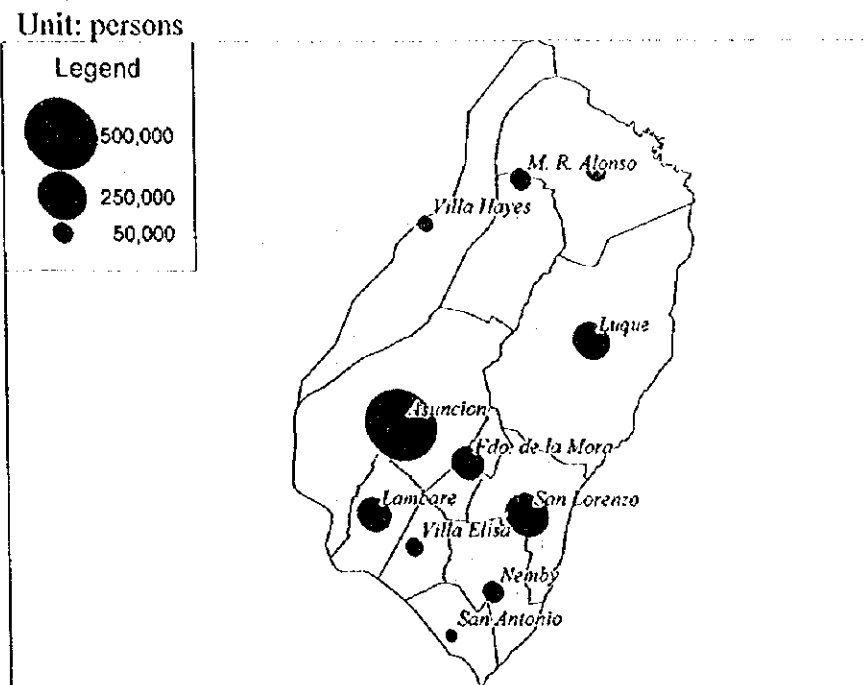 Unit: persons
Legend
500,000
250,000
50,000
M. R. Alonso
Villa Hayes
Luque
Asuncion
Fdo. de la Mora
Lambare
San Lorenzo
Villa Elisa
Nemby
San Antonio